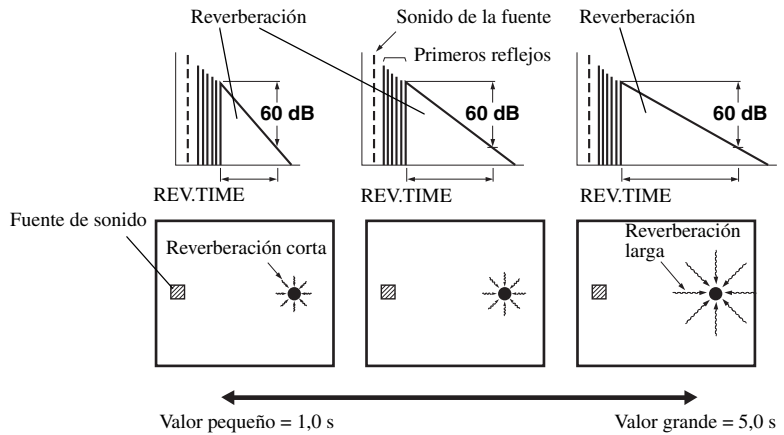 Reverberación
Sonido de la fuente
Primeros reflejos
Reverberación
60 dB
60 dB
60 dB
REV.TIME
REV.TIME
REV.TIME
Fuente de sonido
Reverberación corta
Reverberación
larga
Valor pequeño = 1,0 s
Valor grande = 5,0 s